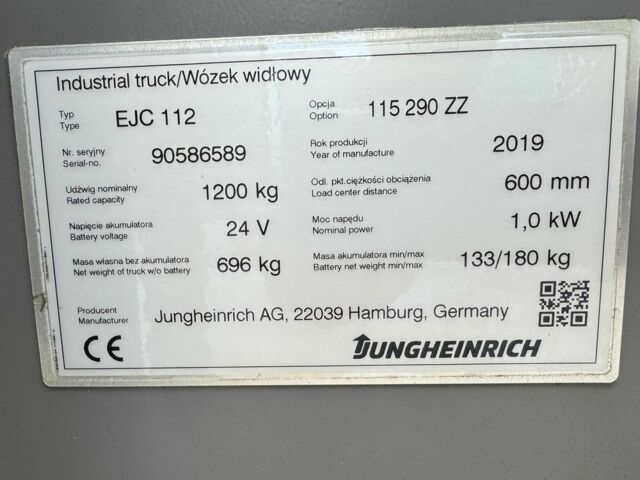 Industrial truck/Wózek widłowy
Typ
Type
EJC 112
Opcja
Option
115 290 ZZ
Nr. seryjny
Serial-no.
90586589
Rok produkcji
Year of manufacture
2019
Udźwig nominalny
Rated capacity
1200 kg
Odl. pkt.ciężkości obciążenia
Load center distance
600 mm
Napięcie akumulatora
Battery voltage
24 V
Moc napędu
Nominal power
1,0 kW
Masa własna bez akumulatora
Net weight of truck w/o battery
696 kg
Masa akumulatora min/max
Battery net weight min/max
133/180 kg
Producent
Manufacturer
Jungheinrich AG, 22039 Hamburg, Germany
CE
JUNGHEINRICH